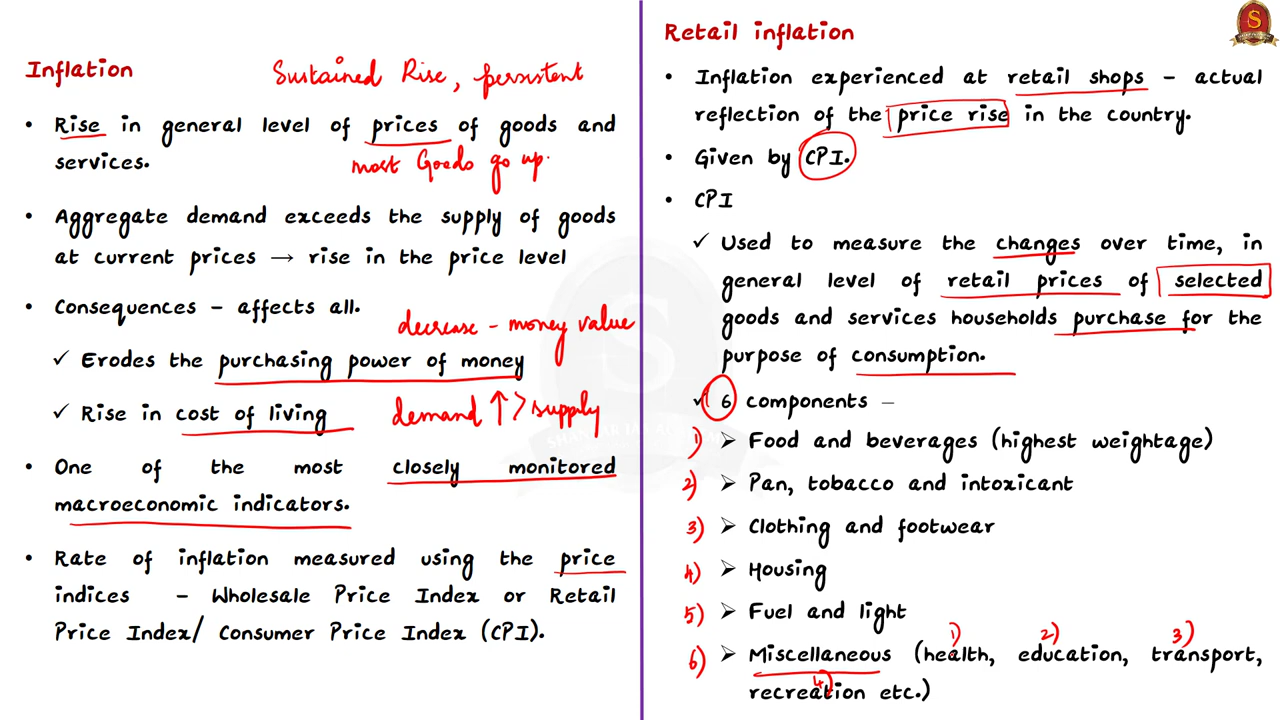 Inflation
Sustained Rise, persistent
• Rise in general level of prices of goods and
services.
most Goods go up.
• Aggregate demand exceeds the supply of goods
at current prices → rise in the price level
• Consequences – affects all.
decrease - money value
✓ Erodes the purchasing power of money
✓ Rise in cost of living
demand ↑ > supply
• One of the most closely monitored
macroeconomic indicators.
• Rate of inflation measured using the price
indices – Wholesale Price Index or Retail
Price Index/ Consumer Price Index (CPI).
Retail inflation
• Inflation experienced at retail shops – actual
reflection of the price rise in the country.
• Given by CPI.
• CPI
✓ Used to measure the changes over time, in
general level of retail prices of selected
goods and services households purchase for the
purpose of consumption.
✓ 6 components –
1) ➢ Food and beverages (highest weightage)
2) ➢ Pan, tobacco and intoxicant
3) ➢ Clothing and footwear
4) ➢ Housing
5) ➢ Fuel and light
1) 2) 3)
6) ➢ Miscellaneous (health, education, transport,
4)
recreation etc.)
S